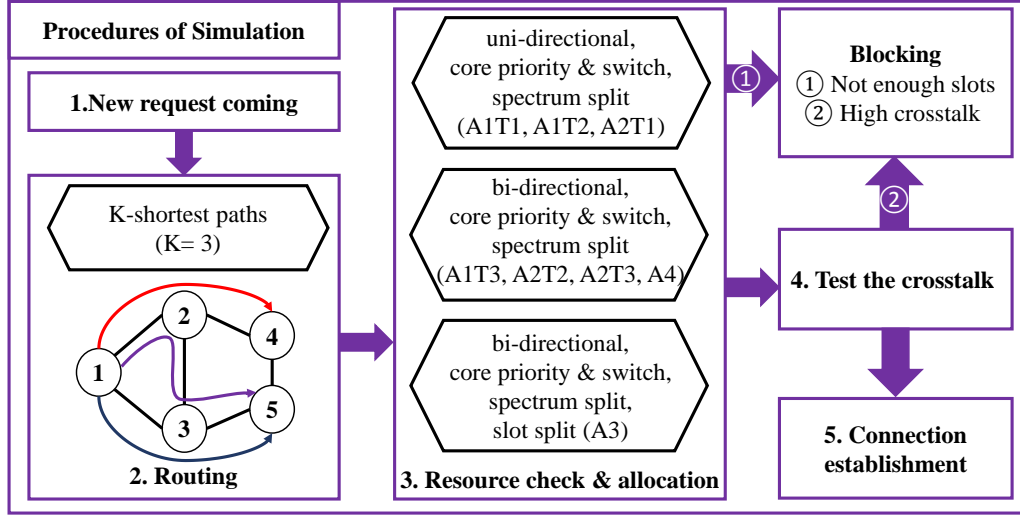 Procedures of Simulation
1.New request coming
K-shortest paths
(K= 3)
1
2
3
4
5
2. Routing
uni-directional,
core priority & switch,
spectrum split
(A1T1, A1T2, A2T1)
bi-directional,
core priority & switch,
spectrum split
(A1T3, A2T2, A2T3, A4)
bi-directional,
core priority & switch,
spectrum split,
slot split (A3)
3. Resource check & allocation
①
Blocking
① Not enough slots
② High crosstalk
②
4. Test the crosstalk
5. Connection
establishment